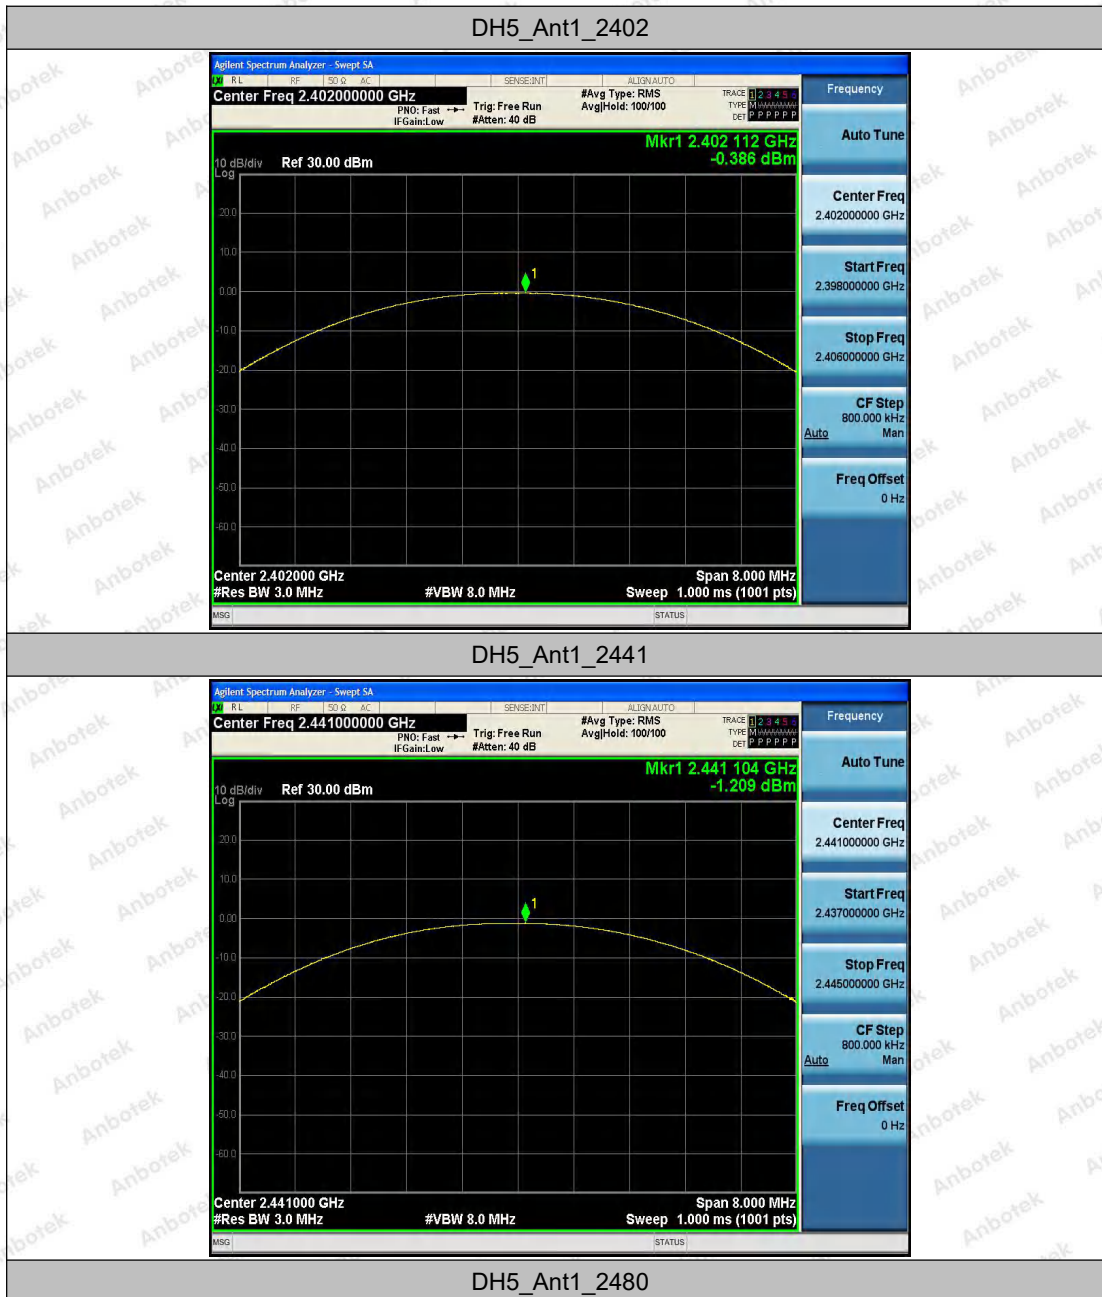 DH5_Ant1_2402
Agilent Spectrum Analyzer - Swept SA
RL RF 50 Ω AC SENSE:INT ALIGNAUTO
Center Freq 2.402000000 GHz
PNO: Fast
IFGain:Low
Trig: Free Run
#Atten: 40 dB
#Avg Type: RMS
Avg|Hold: 100/100
TRACE 1 2 3 4 5 6
TYPE M
DET P P P P P P
Mkr1 2.402 112 GHz
-0.386 dBm
10 dB/div Ref 30.00 dBm
Log
20.0
10.0
0.00
-10.0
-20.0
-30.0
-40.0
-50.0
-60.0
1
Center 2.402000 GHz Span 8.000 MHz
#Res BW 3.0 MHz #VBW 8.0 MHz Sweep 1.000 ms (1001 pts)
MSG STATUS
Frequency
Auto Tune
Center Freq
2.402000000 GHz
Start Freq
2.398000000 GHz
Stop Freq
2.406000000 GHz
CF Step
800.000 kHz
Auto Man
Freq Offset
0 Hz
DH5_Ant1_2441
Agilent Spectrum Analyzer - Swept SA
RL RF 50 Ω AC SENSE:INT ALIGNAUTO
Center Freq 2.441000000 GHz
PNO: Fast
IFGain:Low
Trig: Free Run
#Atten: 40 dB
#Avg Type: RMS
Avg|Hold: 100/100
TRACE 1 2 3 4 5 6
TYPE M
DET P P P P P P
Mkr1 2.441 104 GHz
-1.209 dBm
10 dB/div Ref 30.00 dBm
Log
20.0
10.0
0.00
-10.0
-20.0
-30.0
-40.0
-50.0
-60.0
1
Center 2.441000 GHz Span 8.000 MHz
#Res BW 3.0 MHz #VBW 8.0 MHz Sweep 1.000 ms (1001 pts)
MSG STATUS
Frequency
Auto Tune
Center Freq
2.441000000 GHz
Start Freq
2.437000000 GHz
Stop Freq
2.445000000 GHz
CF Step
800.000 kHz
Auto Man
Freq Offset
0 Hz
DH5_Ant1_2480
Anbotek